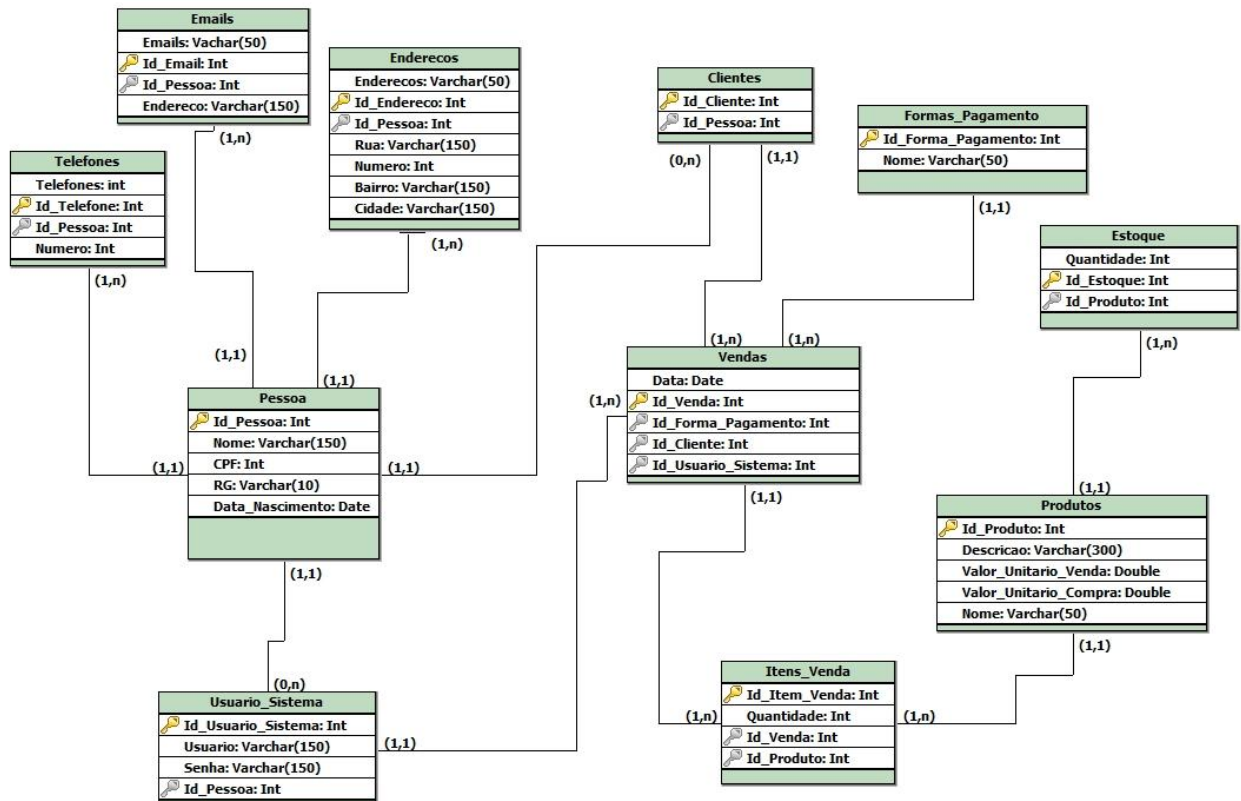 Emails
Emails: Vachar(50)
Id_Email: Int
Id_Pessoa: Int
Endereco: Varchar(150)
(1,n)
Enderecos
Enderecos: Varchar(50)
Id_Endereco: Int
Id_Pessoa: Int
Rua: Varchar(150)
Numero: Int
Bairro: Varchar(150)
Cidade: Varchar(150)
(1,n)
Clientes
Id_Cliente: Int
Id_Pessoa: Int
(0,n)
(1,1)
Formas_Pagamento
Id_Forma_Pagamento: Int
Nome: Varchar(50)
(1,1)
Telefones
Telefones: int
Id_Telefone: Int
Id_Pessoa: Int
Numero: Int
(1,n)
Estoque
Quantidade: Int
Id_Estoque: Int
Id_Produto: Int
(1,n)
(1,1)
(1,1)
Pessoa
Id_Pessoa: Int
Nome: Varchar(150)
CPF: Int
RG: Varchar(10)
Data_Nascimento: Date
(1,1)
(1,1)
(1,1)
(1,n)
(1,n)
Vendas
Data: Date
Id_Venda: Int
Id_Forma_Pagamento: Int
Id_Cliente: Int
Id_Usuario_Sistema: Int
(1,n)
(1,1)
(1,1)
Produtos
Id_Produto: Int
Descricao: Varchar(300)
Valor_Unitario_Venda: Double
Valor_Unitario_Compra: Double
Nome: Varchar(50)
(1,1)
(0,n)
Usuario_Sistema
Id_Usuario_Sistema: Int
Usuario: Varchar(150)
Senha: Varchar(150)
Id_Pessoa: Int
(1,1)
Itens_Venda
Id_Item_Venda: Int
Quantidade: Int
Id_Venda: Int
Id_Produto: Int
(1,n)
(1,n)